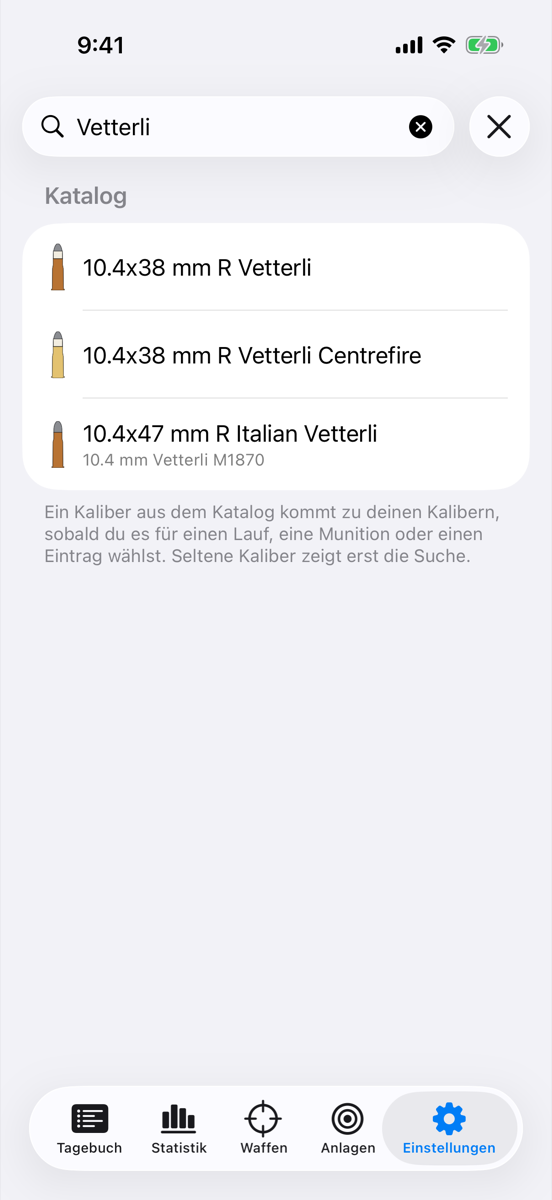 9:41
Vetterli
Katalog
10.4x38 mm R Vetterli
10.4x38 mm R Vetterli Centrefire
10.4x47 mm R Italian Vetterli
10.4 mm Vetterli M1870
Ein Kaliber aus dem Katalog kommt zu deinen Kalibern,
sobald du es für einen Lauf, eine Munition oder einen
Eintrag wählst. Seltene Kaliber zeigt erst die Suche.
Tagebuch Statistik Waffen Anlagen Einstellungen